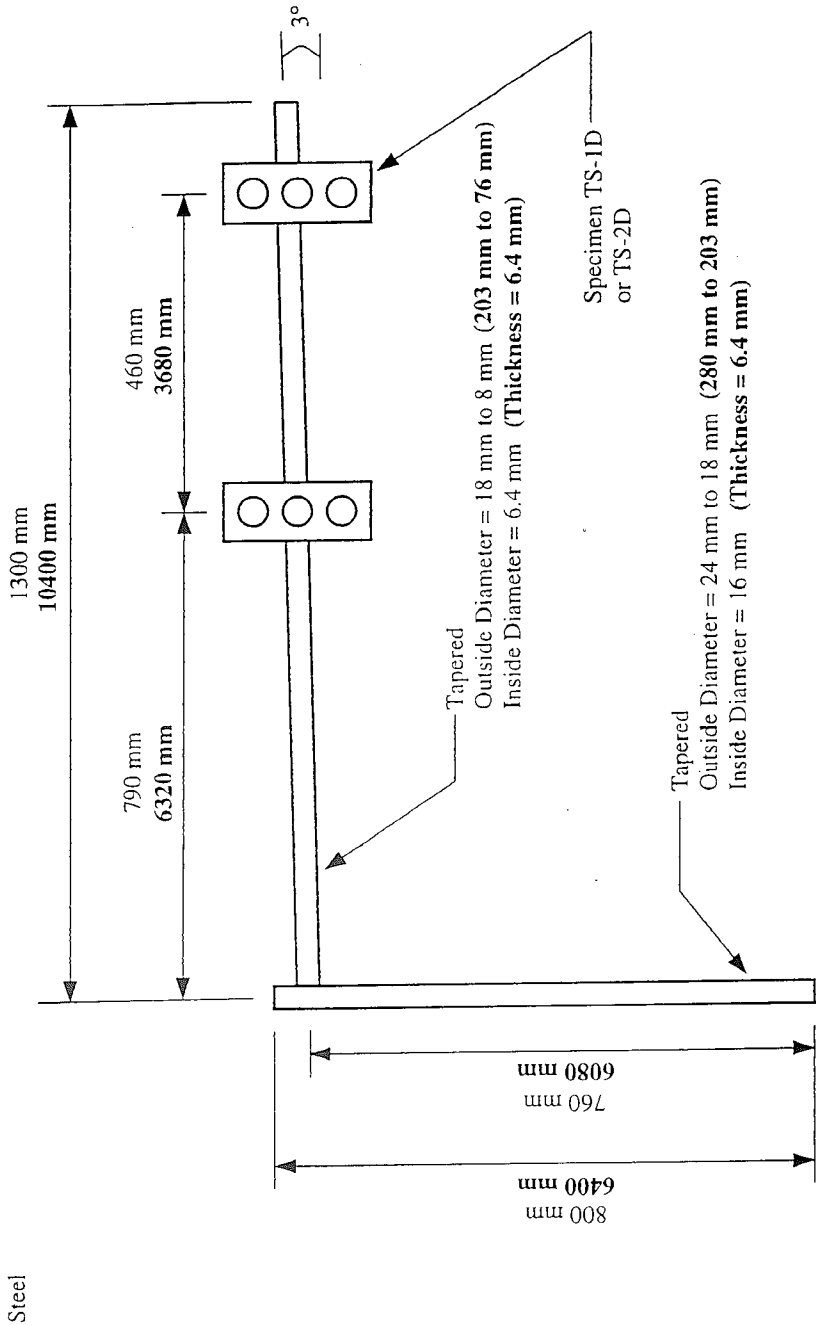 Steel
1300 mm
10400 mm
790 mm
6320 mm
460 mm
3680 mm
3°
800 mm
6400 mm
760 mm
6080 mm
Tapered
Outside Diameter = 18 mm to 8 mm (203 mm to 76 mm)
Inside Diameter = 6.4 mm (Thickness = 6.4 mm)
Specimen TS-1D
or TS-2D
Tapered
Outside Diameter = 24 mm to 18 mm (280 mm to 203 mm)
Inside Diameter = 16 mm (Thickness = 6.4 mm)